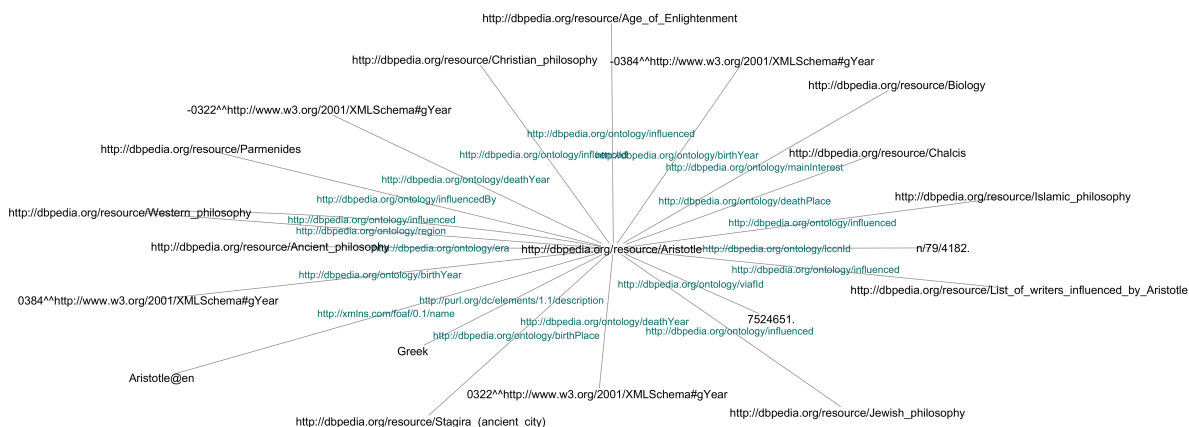 http://dbpedia.org/resource/Age_of_Enlightenment
http://dbpedia.org/resource/Christian_philosophy
-0384^^http://www.w3.org/2001/XMLSchema#gYear
http://dbpedia.org/resource/Biology
-0322^^http://www.w3.org/2001/XMLSchema#gYear
http://dbpedia.org/ontology/influenced
http://dbpedia.org/resource/Parmenides
http://dbpedia.org/ontology/influenced
http://dbpedia.org/ontology/birthYear
http://dbpedia.org/resource/Chalcis
http://dbpedia.org/ontology/mainInterest
http://dbpedia.org/ontology/deathYear
http://dbpedia.org/ontology/influencedBy
http://dbpedia.org/ontology/deathPlace
http://dbpedia.org/resource/Islamic_philosophy
http://dbpedia.org/resource/Western_philosophy
http://dbpedia.org/ontology/influenced
http://dbpedia.org/ontology/influenced
http://dbpedia.org/ontology/region
http://dbpedia.org/resource/Ancient_philosophy
http://dbpedia.org/ontology/era
http://dbpedia.org/resource/Aristotle
http://dbpedia.org/ontology/lccnId
n/79/4182.
http://dbpedia.org/ontology/birthYear
http://dbpedia.org/ontology/influenced
http://dbpedia.org/ontology/viafId
http://dbpedia.org/resource/List_of_writers_influenced_by_Aristotle
0384^^http://www.w3.org/2001/XMLSchema#gYear
http://purl.org/dc/elements/1.1/description
http://xmlns.com/foaf/0.1/name
http://dbpedia.org/ontology/deathYear
7524651.
http://dbpedia.org/ontology/birthPlace
http://dbpedia.org/ontology/influenced
Greek
Aristotle@en
0322^^http://www.w3.org/2001/XMLSchema#gYear
http://dbpedia.org/resource/Jewish_philosophy
http://dbpedia.org/resource/Stagira_(ancient_city)